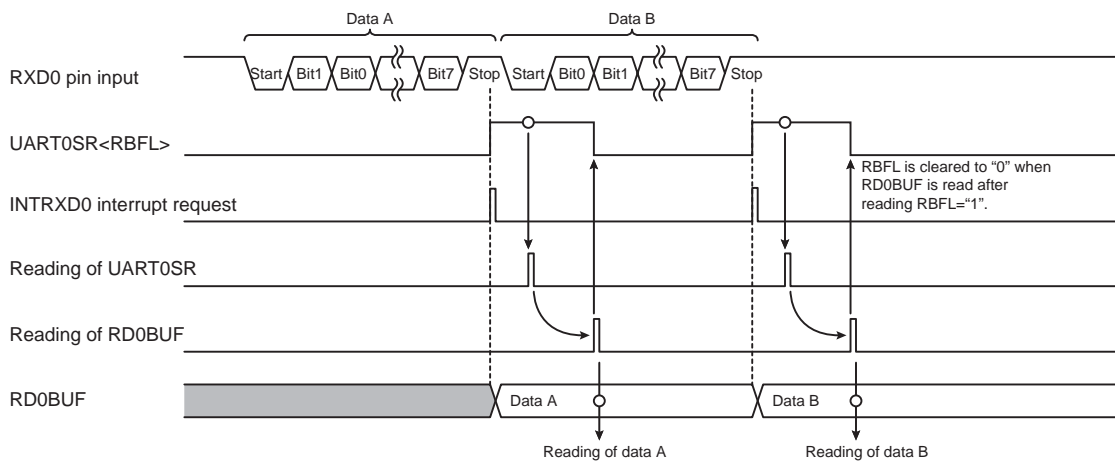 Data A Data B
RXD0 pin input Start Bit1 Bit0 Bit7 Stop Start Bit0 Bit1 Bit7 Stop
UART0SR<RBFL>
RBFL is cleared to “0” when
RD0BUF is read after
reading RBFL=“1”.
INTRXD0 interrupt request
Reading of UART0SR
Reading of RD0BUF
RD0BUF Data A Data B
Reading of data A Reading of data B